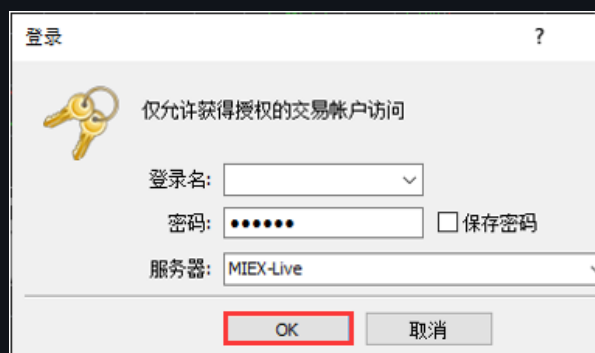 登录 ?
仅允许获得授权的交易帐户访问
登录名:
密码: ●●●●●● 保存密码
服务器: MIEX-Live
OK 取消